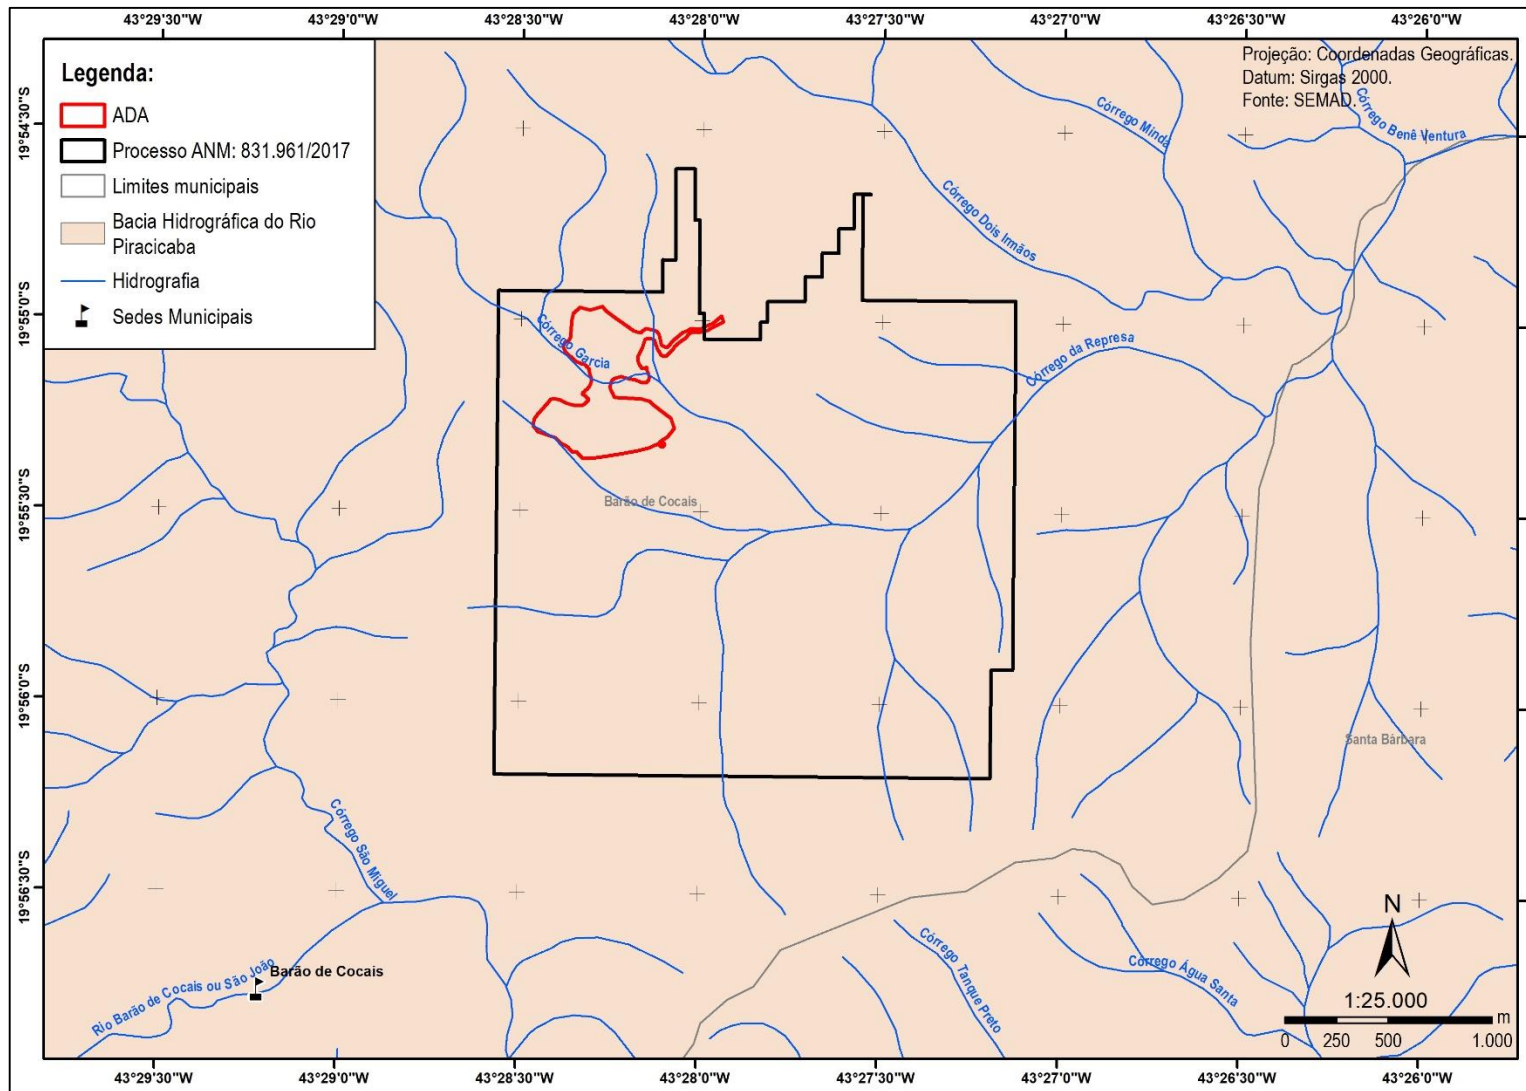 43°29'30"W
43°29'0"W
43°28'30"W
43°28'0"W
43°27'30"W
43°27'0"W
43°26'30"W
43°26'0"W
Legenda:
ADA
Processo ANM: 831.961/2017
Limites municipais
Bacia Hidrográfica do Rio
Piracicaba
Hidrografia
Sedes Municipais
Projeção: Coordenadas Geográficas.
Datum: Sirgas 2000.
Fonte: SEMAD.
19°54'30"S
19°55'0"S
19°55'30"S
19°56'0"S
19°56'30"S
Córrego Minda
Córrego Benê Ventura
Córrego Dois Irmãos
Córrego Garcia
Córrego da Represa
Barão de Cocais
Santa Bárbara
Córrego São Miguel
Córrego Tanque Preto
Córrego Água Santa
Rio Barão de Cocais ou São João
Barão de Cocais
N
1:25.000
m
0 250 500 1.000
43°29'30"W
43°29'0"W
43°28'30"W
43°28'0"W
43°27'30"W
43°27'0"W
43°26'30"W
43°26'0"W